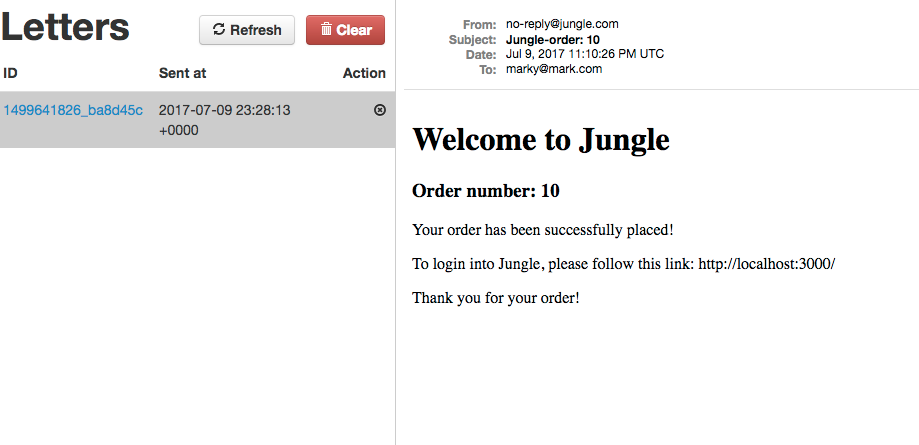 Letters
Refresh
Clear
ID Sent at Action
1499641826_ba8d45c 2017-07-09 23:28:13
+0000
From: no-reply@jungle.com
Subject: Jungle-order: 10
Date: Jul 9, 2017 11:10:26 PM UTC
To: marky@mark.com
Welcome to Jungle
Order number: 10
Your order has been successfully placed!
To login into Jungle, please follow this link: http://localhost:3000/
Thank you for your order!